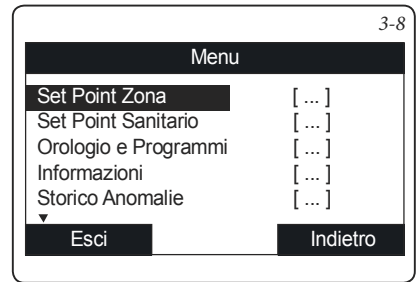 3-8
Menu
Set Point Zona [ ... ]
Set Point Sanitario [ ... ]
Orologio e Programmi [ ... ]
Informazioni [ ... ]
Storico Anomalie [ ... ]
Esci Indietro